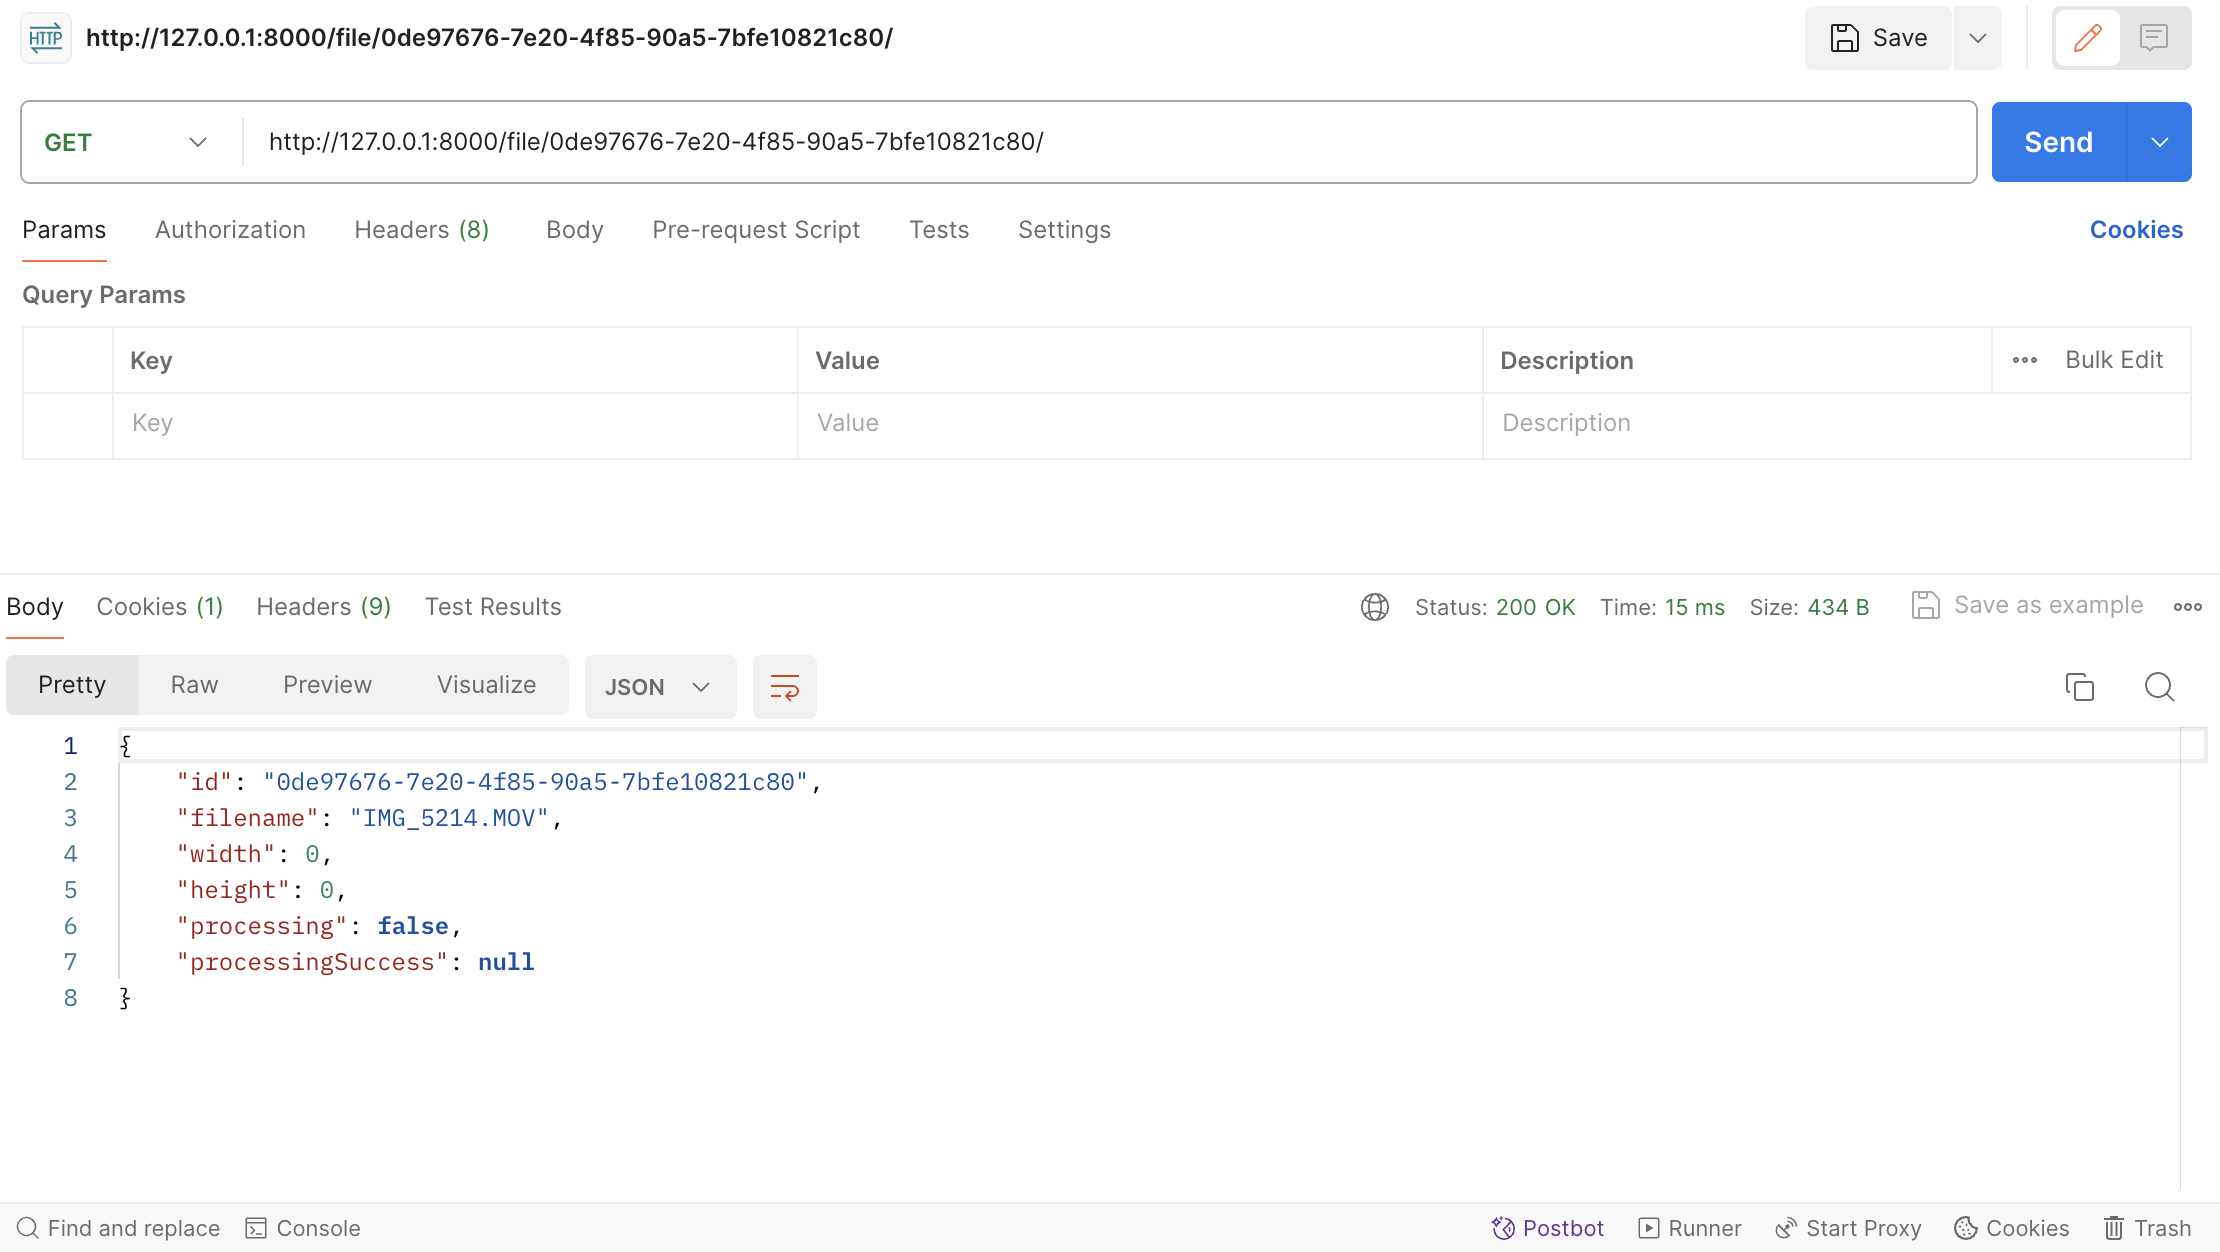 HTTP http://127.0.0.1:8000/file/0de97676-7e20-4f85-90a5-7bfe10821c80/ Save
GET http://127.0.0.1:8000/file/0de97676-7e20-4f85-90a5-7bfe10821c80/ Send
Params Authorization Headers (8) Body Pre-request Script Tests Settings Cookies
Query Params
Key Value Description Bulk Edit
Key Value Description
Body Cookies (1) Headers (9) Test Results Status: 200 OK Time: 15 ms Size: 434 B Save as example
Pretty Raw Preview Visualize JSON
1 {
2 "id": "0de97676-7e20-4f85-90a5-7bfe10821c80",
3 "filename": "IMG_5214.MOV",
4 "width": 0,
5 "height": 0,
6 "processing": false,
7 "processingSuccess": null
8 }
Find and replace Console Postbot Runner Start Proxy Cookies Trash